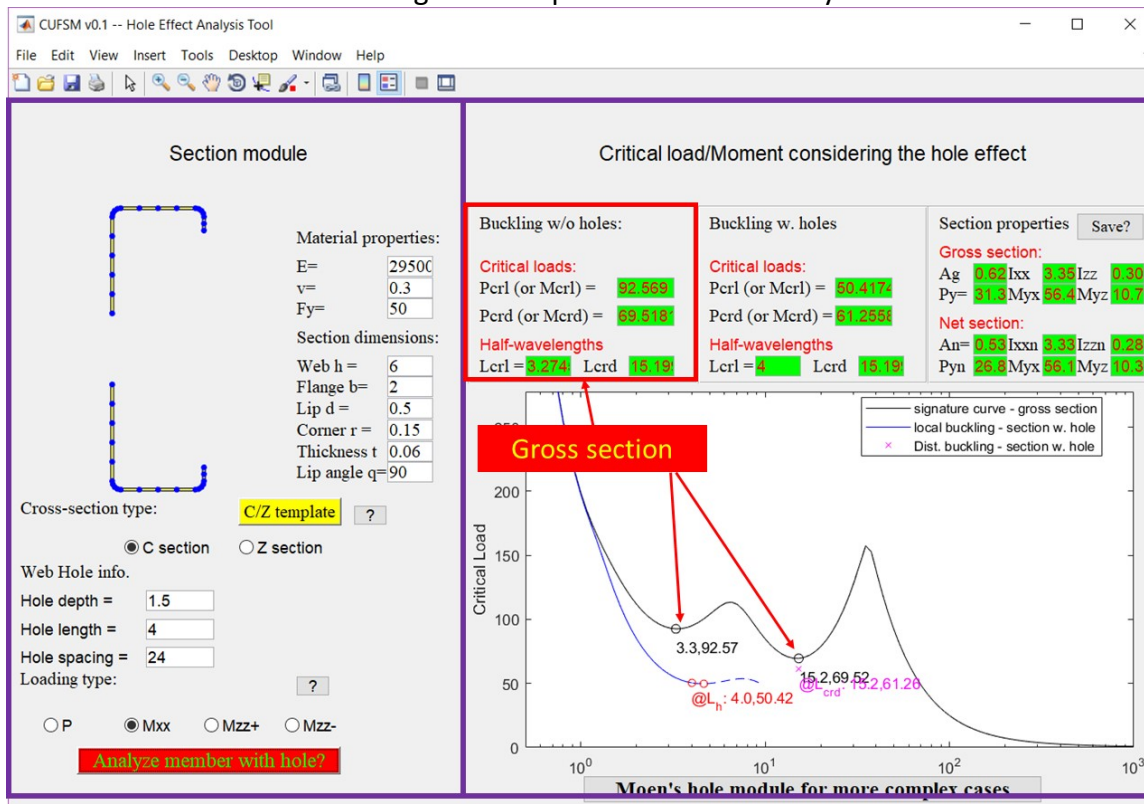 CUFSM v0.1 -- Hole Effect Analysis Tool
File Edit View Insert Tools Desktop Window Help
Section module
Material properties:
E= 29500
v= 0.3
Fy= 50
Section dimensions:
Web h = 6
Flange b= 2
Lip d = 0.5
Corner r = 0.15
Thickness t 0.06
Lip angle q= 90
Cross-section type: C/Z template ?
C section Z section
Web Hole info.
Hole depth = 1.5
Hole length = 4
Hole spacing = 24
Loading type: ?
P Mxx Mzz+ Mzz-
Analyze member with hole?
Critical load/Moment considering the hole effect
Buckling w/o holes:
Critical loads:
Pcrl (or Mcrl) = 92.569
Pcrd (or Mcrd) = 69.518
Half-wavelengths
Lcrl = 3.274 Lcrd 15.19
Buckling w. holes
Critical loads:
Pcrl (or Mcrl) = 50.4174
Pcrd (or Mcrd) = 61.2558
Half-wavelengths
Lcrl = 4 Lcrd 15.19
Section properties Save?
Gross section:
Ag 0.62 Ixx 3.35 Izz 0.30
Py= 31.3 Myx 56.4 Myz 10.7
Net section:
An= 0.53 Ixxn 3.33 Izzn 0.28
Pyn 26.8 Myx 56.1 Myz 10.3
signature curve - gross section
local buckling - section w. hole
Dist. buckling - section w. hole
Gross section
Critical Load
200
150
100
50
0
3.3,92.57
15.2,69.52
@Lcrd: 15.2,61.26
@Lh: 4.0,50.42
10^0 10^1 10^2 10^3
Moen's hole module for more complex cases